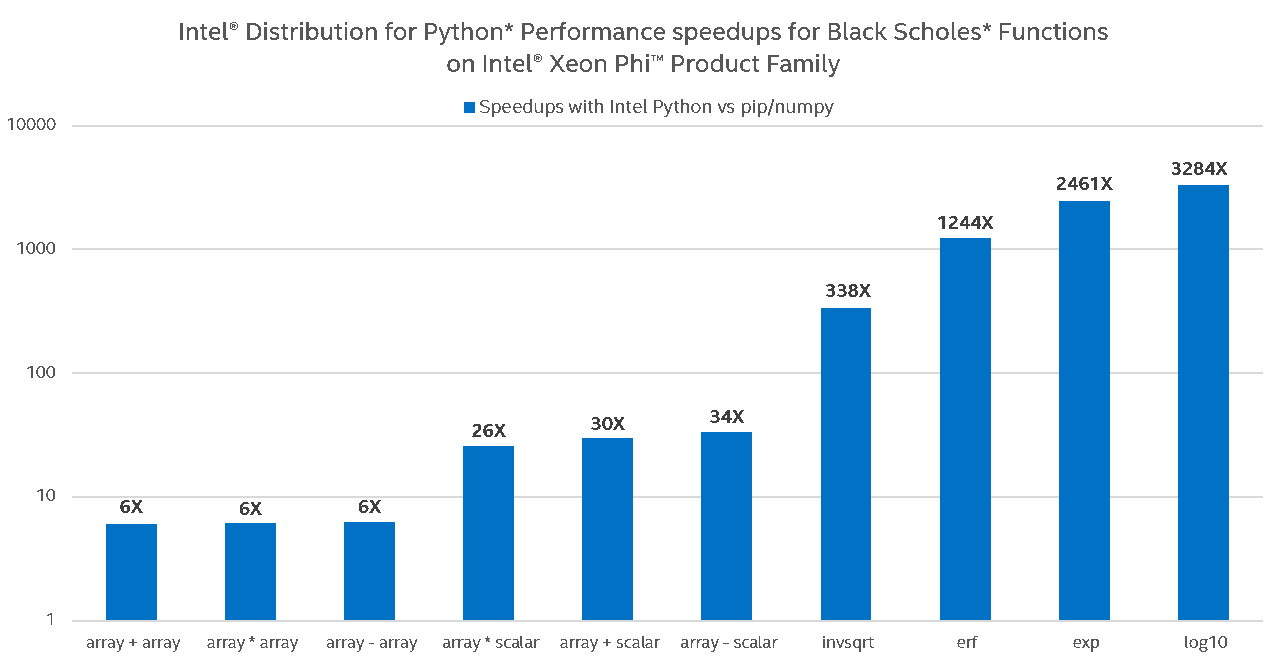 Intel® Distribution for Python* Performance speedups for Black Scholes* Functions
on Intel® Xeon Phi™ Product Family
Speedups with Intel Python vs pip/numpy
10000
1000
100
10
1
6X
6X
6X
26X
30X
34X
338X
1244X
2461X
3284X
array + array
array * array
array - array
array * scalar
array + scalar
array - scalar
invsqrt
erf
exp
log10